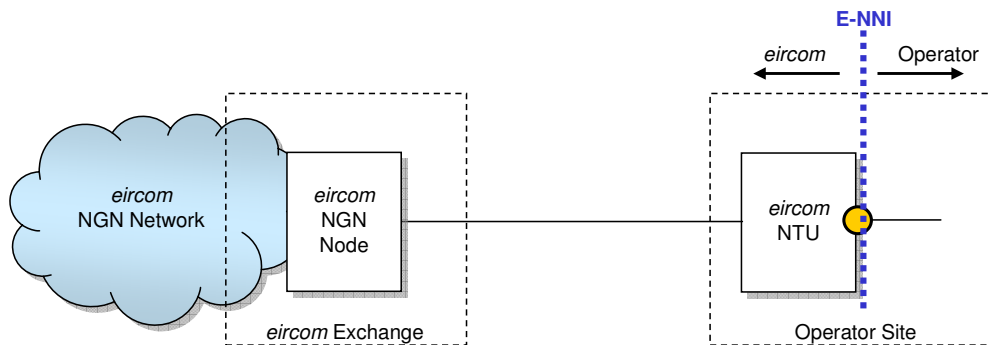 E-NNI
eircom
Operator
eircom
NGN Network
eircom
NGN
Node
eircom
NTU
eircom Exchange
Operator Site